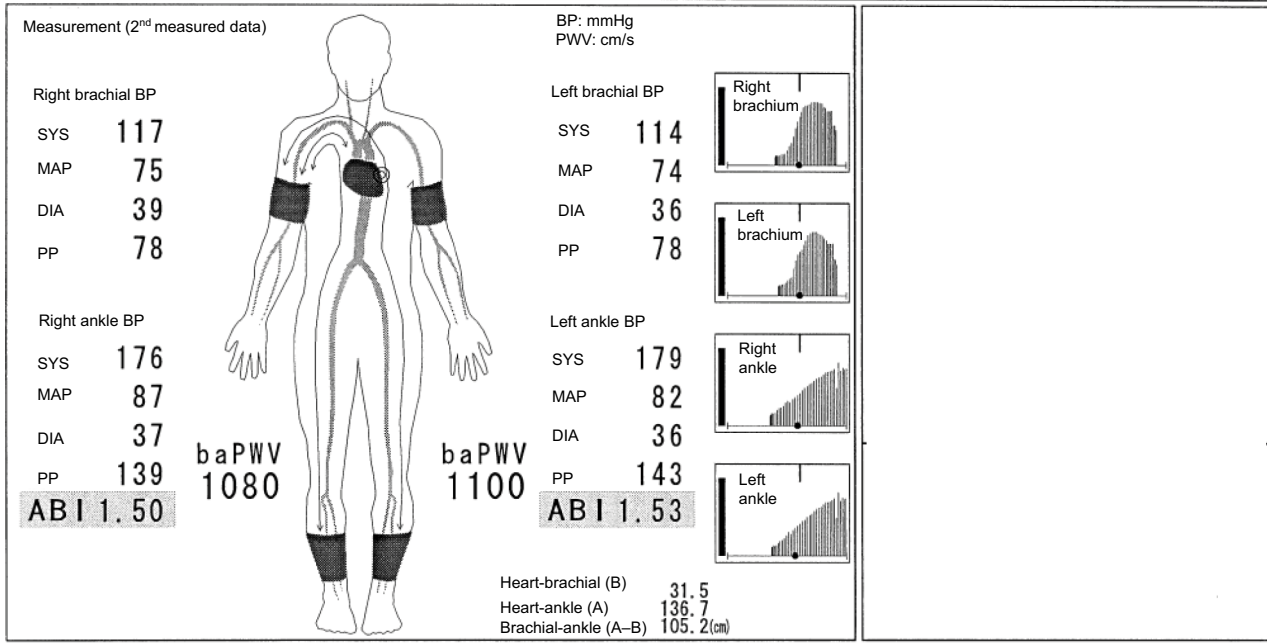 Measurement (2nd measured data)
BP: mmHg
PWV: cm/s
Right brachial BP
SYS 117
MAP 75
DIA 39
PP 78
Left brachial BP
SYS 114
MAP 74
DIA 36
PP 78
Right ankle BP
SYS 176
MAP 87
DIA 37
PP 139
ABI 1.50
baPWV
1080
baPWV
1100
Left ankle BP
SYS 179
MAP 82
DIA 36
PP 143
ABI 1.53
Right
brachium
Left
brachium
Right
ankle
Left
ankle
Heart-brachial (B) 31.5
Heart-ankle (A) 136.7
Brachial-ankle (A–B) 105.2(cm)